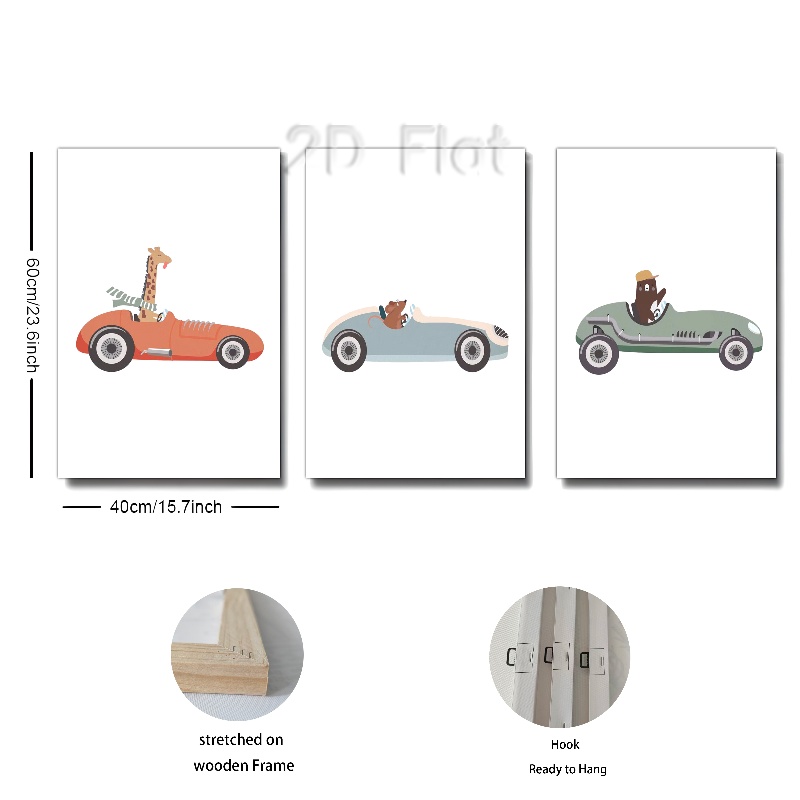 2D Flat
60cm/23.6inch
40cm/15.7inch
stretched on
wooden Frame
Hook
Ready to Hang